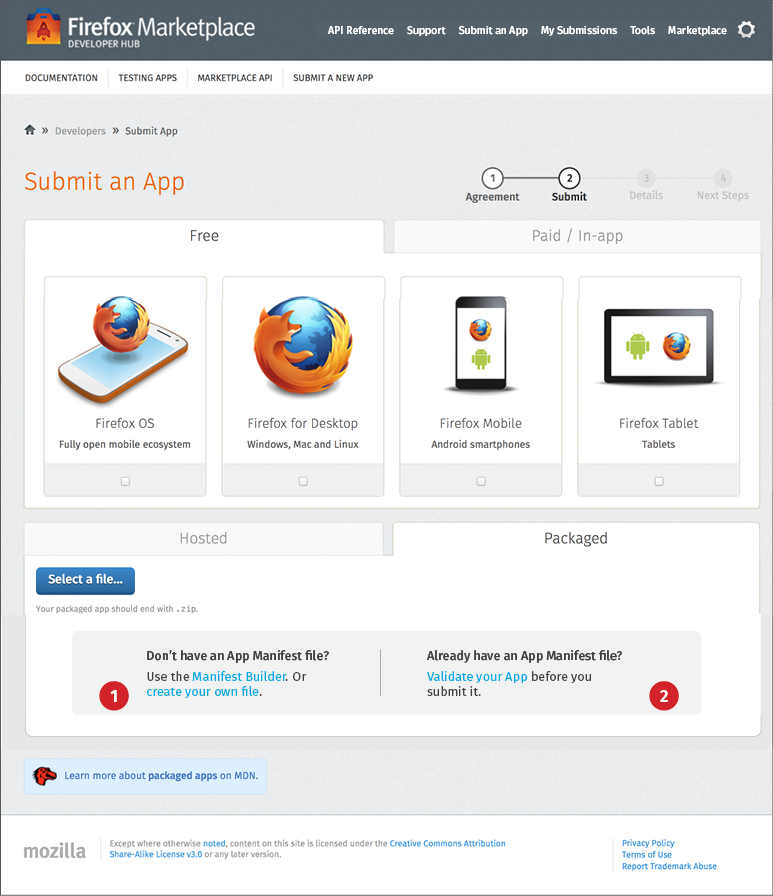 Firefox Marketplace
DEVELOPER HUB
API Reference Support Submit an App My Submissions Tools Marketplace
DOCUMENTATION TESTING APPS MARKETPLACE API SUBMIT A NEW APP
» Developers » Submit App
Submit an App
1 2 3 4
Agreement Submit Details Next Steps
Free Paid / In-app
Firefox OS
Fully open mobile ecosystem
Firefox for Desktop
Windows, Mac and Linux
Firefox Mobile
Android smartphones
Firefox Tablet
Tablets
Hosted Packaged
Select a file...
Your packaged app should end with .zip.
Don't have an App Manifest file?
Use the Manifest Builder. Or
create your own file.
1
Already have an App Manifest file?
Validate your App before you
submit it.
2
Learn more about packaged apps on MDN.
mozilla
Except where otherwise noted, content on this site is licensed under the Creative Commons Attribution
Share-Alike License v3.0 or any later version.
Privacy Policy
Terms of Use
Report Trademark Abuse